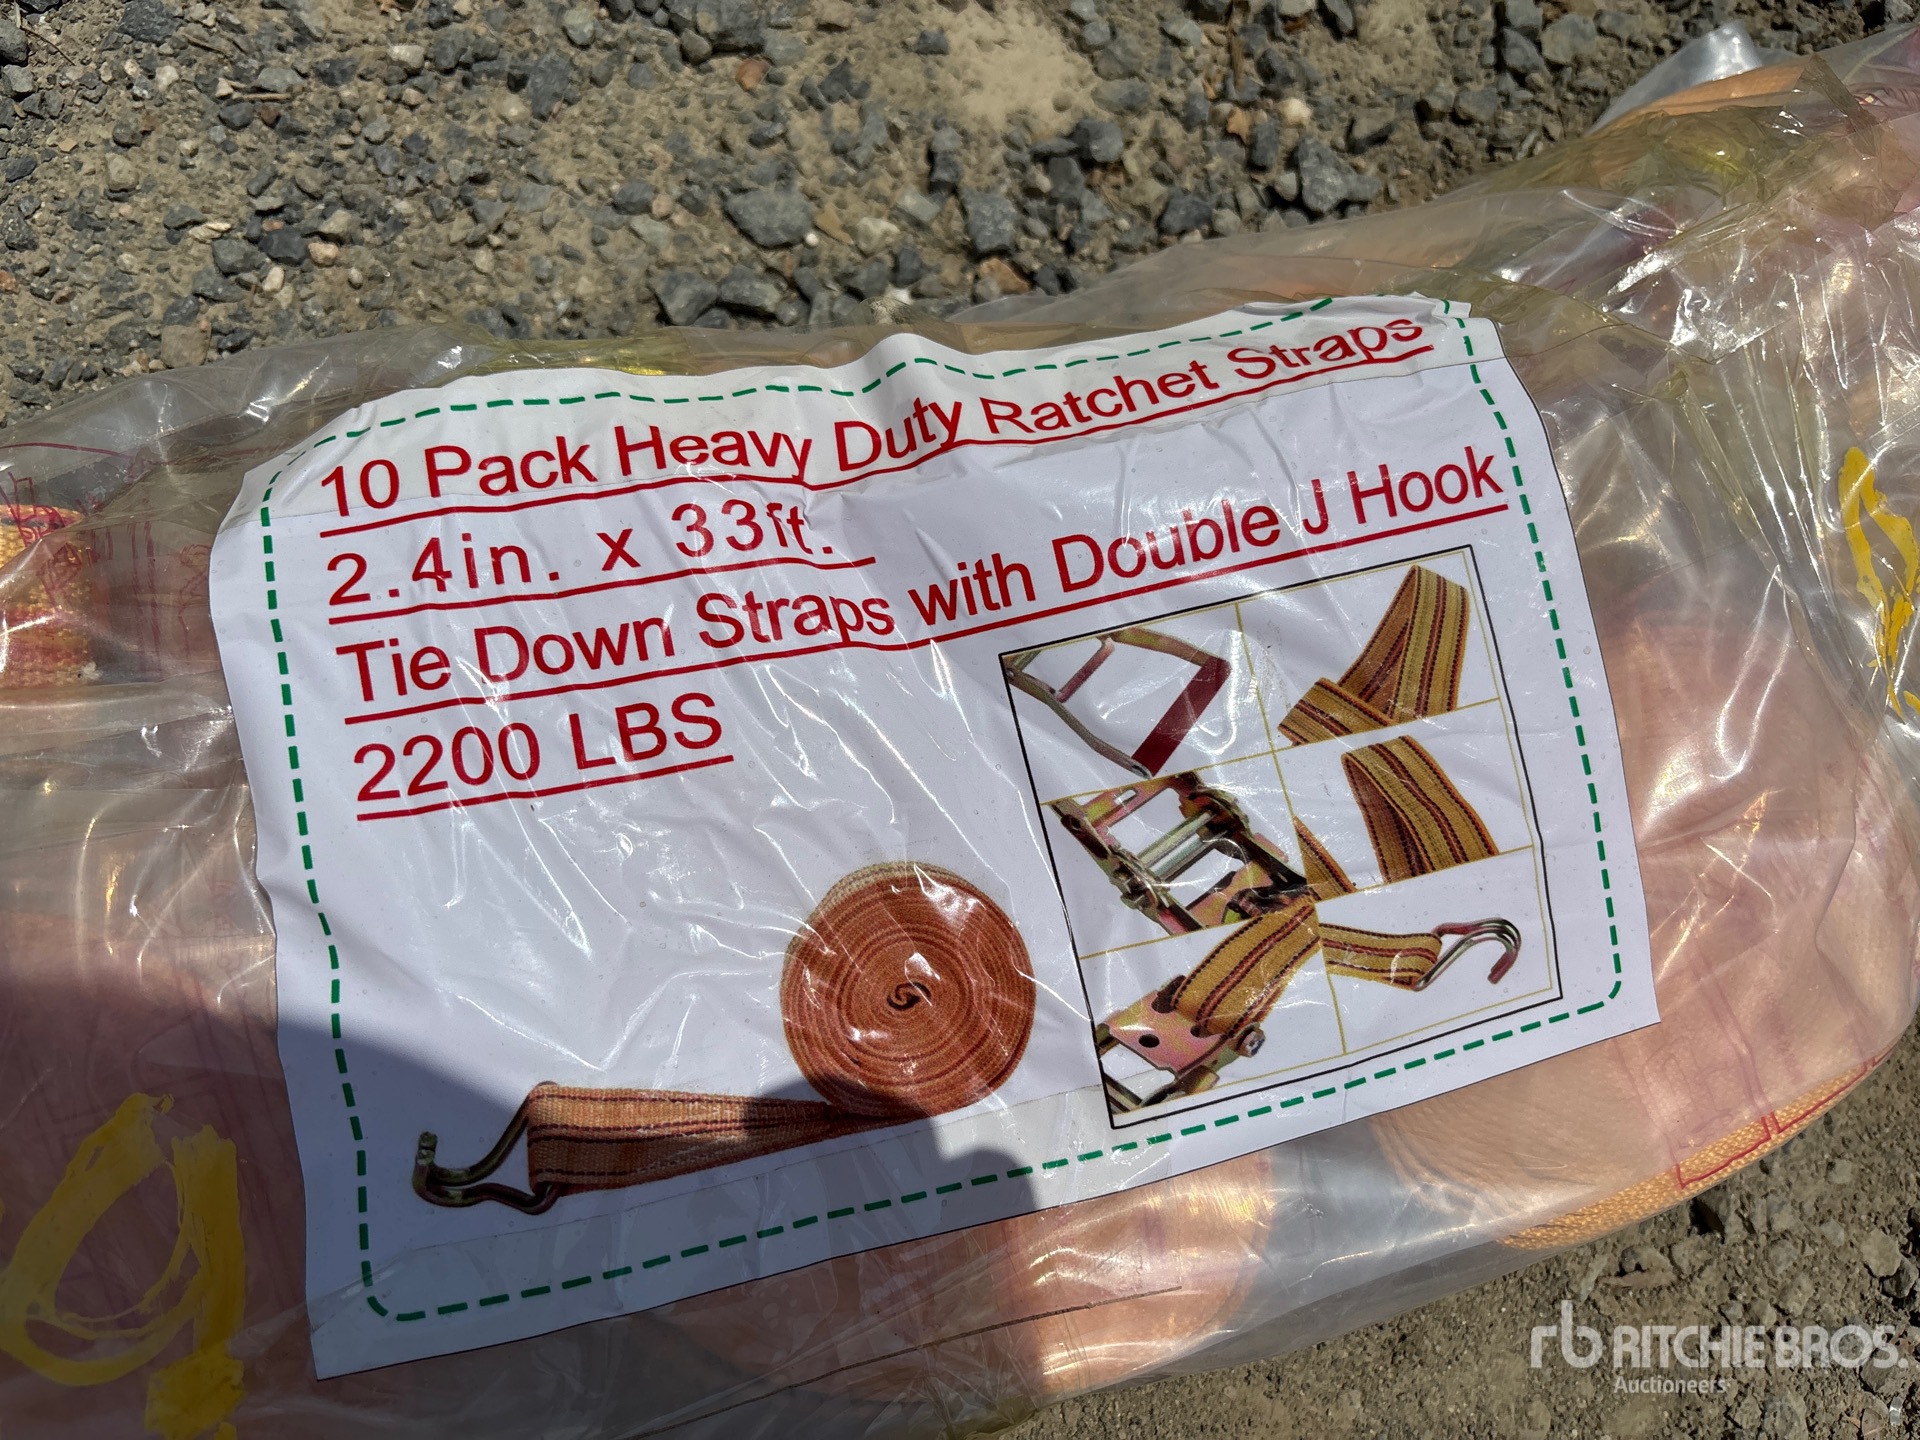 10 Pack Heavy Duty Ratchet Straps
2.4in. x 33ft.
Tie Down Straps with Double J Hook
2200 LBS
rb RITCHIE BROS.
Auctioneers